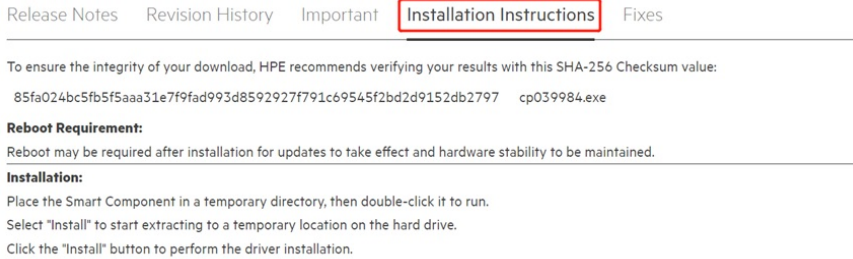 Release Notes Revision History Important Installation Instructions Fixes
To ensure the integrity of your download, HPE recommends verifying your results with this SHA-256 Checksum value:
85fa024bc5fb5f5aaa31e7f9fad993d8592927f791c69545f2bd2d9152db2797 cp039984.exe
Reboot Requirement:
Reboot may be required after installation for updates to take effect and hardware stability to be maintained.
Installation:
Place the Smart Component in a temporary directory, then double-click it to run.
Select "Install" to start extracting to a temporary location on the hard drive.
Click the "Install" button to perform the driver installation.